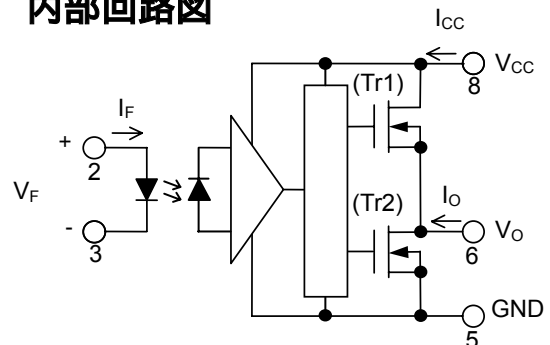 内部回路図
ICC
(Tr1)
VCC
8
IF
+
2
VF
-
3
(Tr2)
IO
VO
6
GND
5